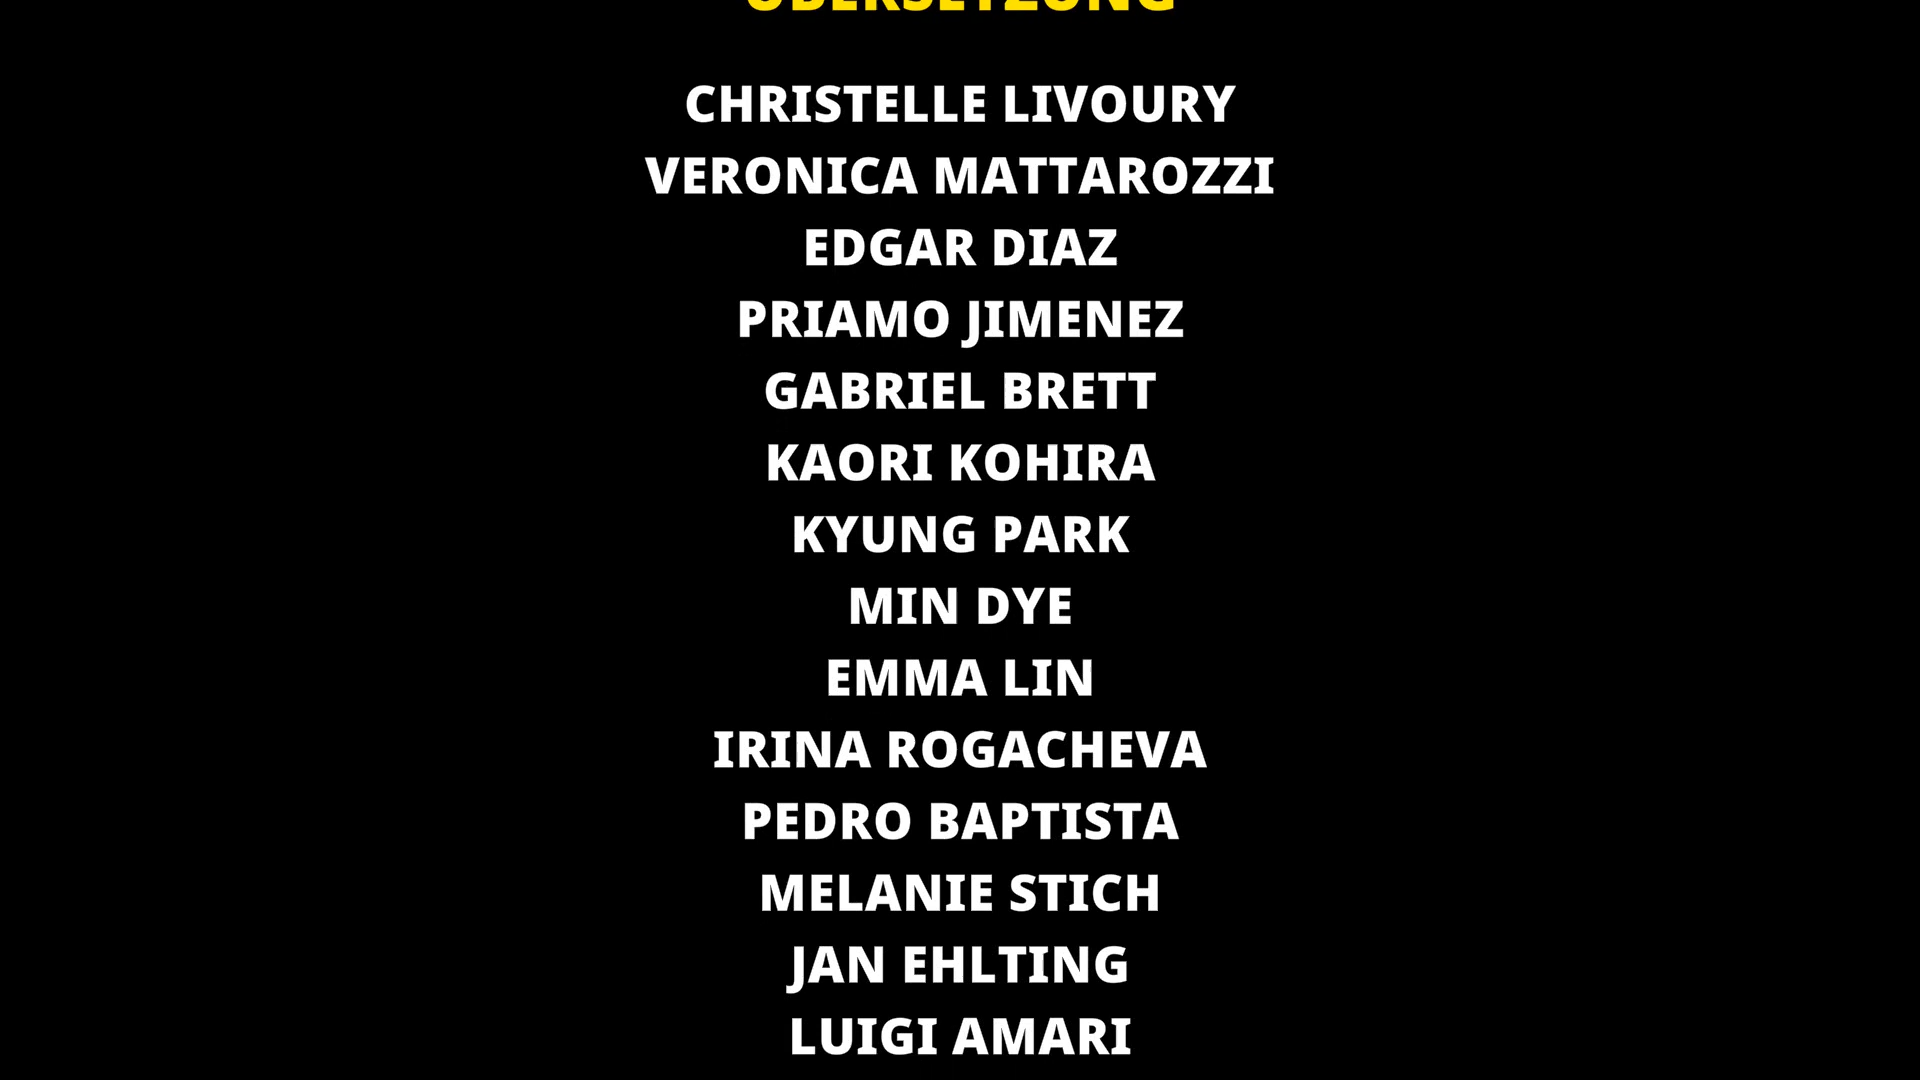 ÜBERSETZUNG
CHRISTELLE LIVOURY
VERONICA MATTAROZZI
EDGAR DIAZ
PRIAMO JIMENEZ
GABRIEL BRETT
KAORI KOHIRA
KYUNG PARK
MIN DYE
EMMA LIN
IRINA ROGACHEVA
PEDRO BAPTISTA
MELANIE STICH
JAN EHLTING
LUIGI AMARI